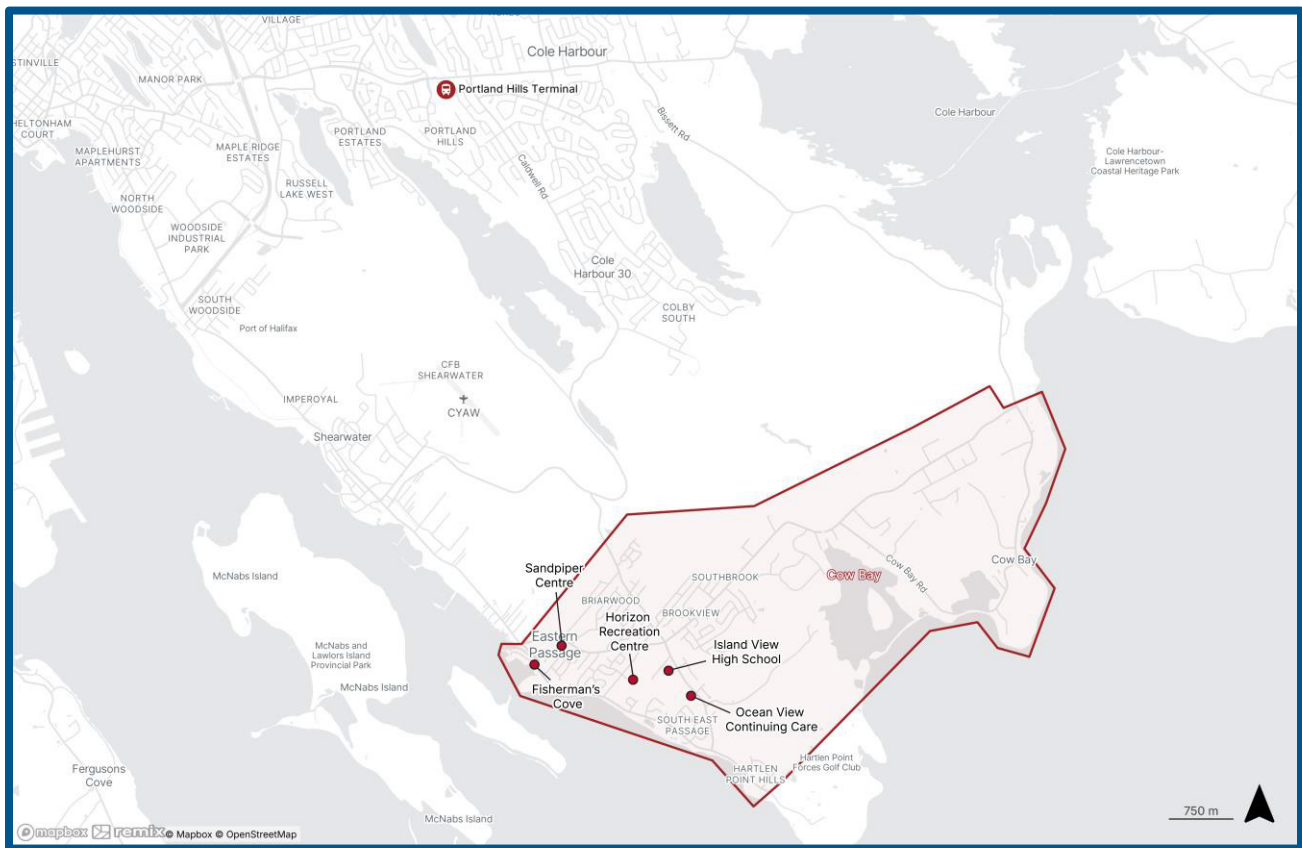 VILLAGE
Cole Harbour
STINVILLE
MANOR PARK
Portland Hills Terminal
Bissett Rd
Cole Harbour
HELTONHAM
COURT
MAPLEHURST
APARTMENTS
MAPLE RIDGE
ESTATES
PORTLAND
ESTATES
PORTLAND
HILLS
Caldwell Rd
Cole Harbour-
Lawrencetown
Coastal Heritage Park
RUSSELL
LAKE WEST
NORTH
WOODSIDE
WOODSIDE
INDUSTRIAL
PARK
Cole
Harbour 30
SOUTH
WOODSIDE
Port of Halifax
COLBY
SOUTH
CFB
SHEARWATER
CYAW
IMPEROYAL
Shearwater
McNabs Island
Sandpiper
Centre
BRIARWOOD
SOUTHBROOK
Cow Bay
Cow Bay Rd
Cow Bay
BROOKVIEW
Horizon
Recreation
Centre
Eastern
Passage
Island View
High School
McNabs and
Lawlors Island
Provincial Park
McNabs Island
Fisherman's
Cove
Ocean View
Continuing Care
SOUTH EAST
PASSAGE
HARTLEN
POINT HILLS
Hartlen Point
Forces Golf Club
Fergusons
Cove
McNabs Island
750 m
mapbox remix © Mapbox © OpenStreetMap